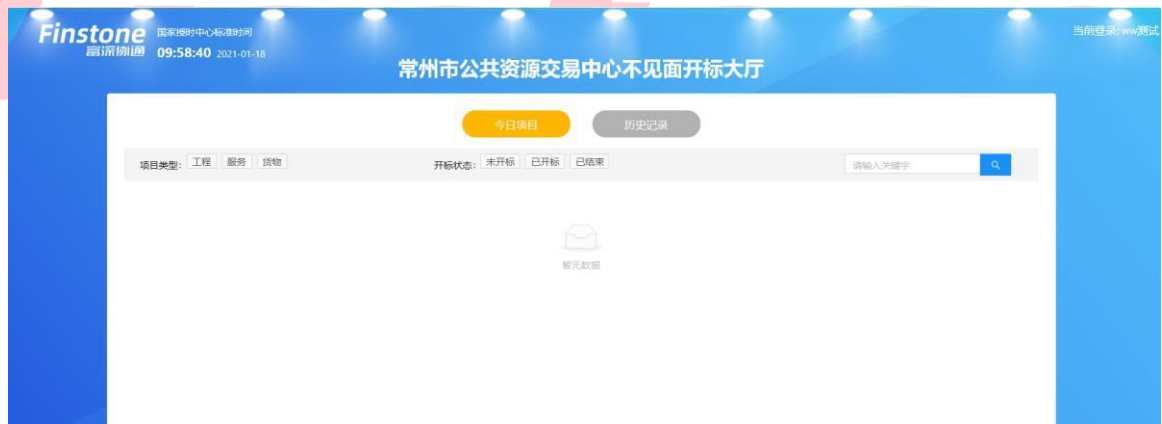 Finstone
富深协通
国家授时中心标准时间
09:58:40 2021-01-18
当前登录: ww测试
常州市公共资源交易中心不见面开标大厅
今日项目 历史记录
项目类型: 工程 服务 货物 开标状态: 未开标 已开标 已结束 请输入关键字
暂无数据